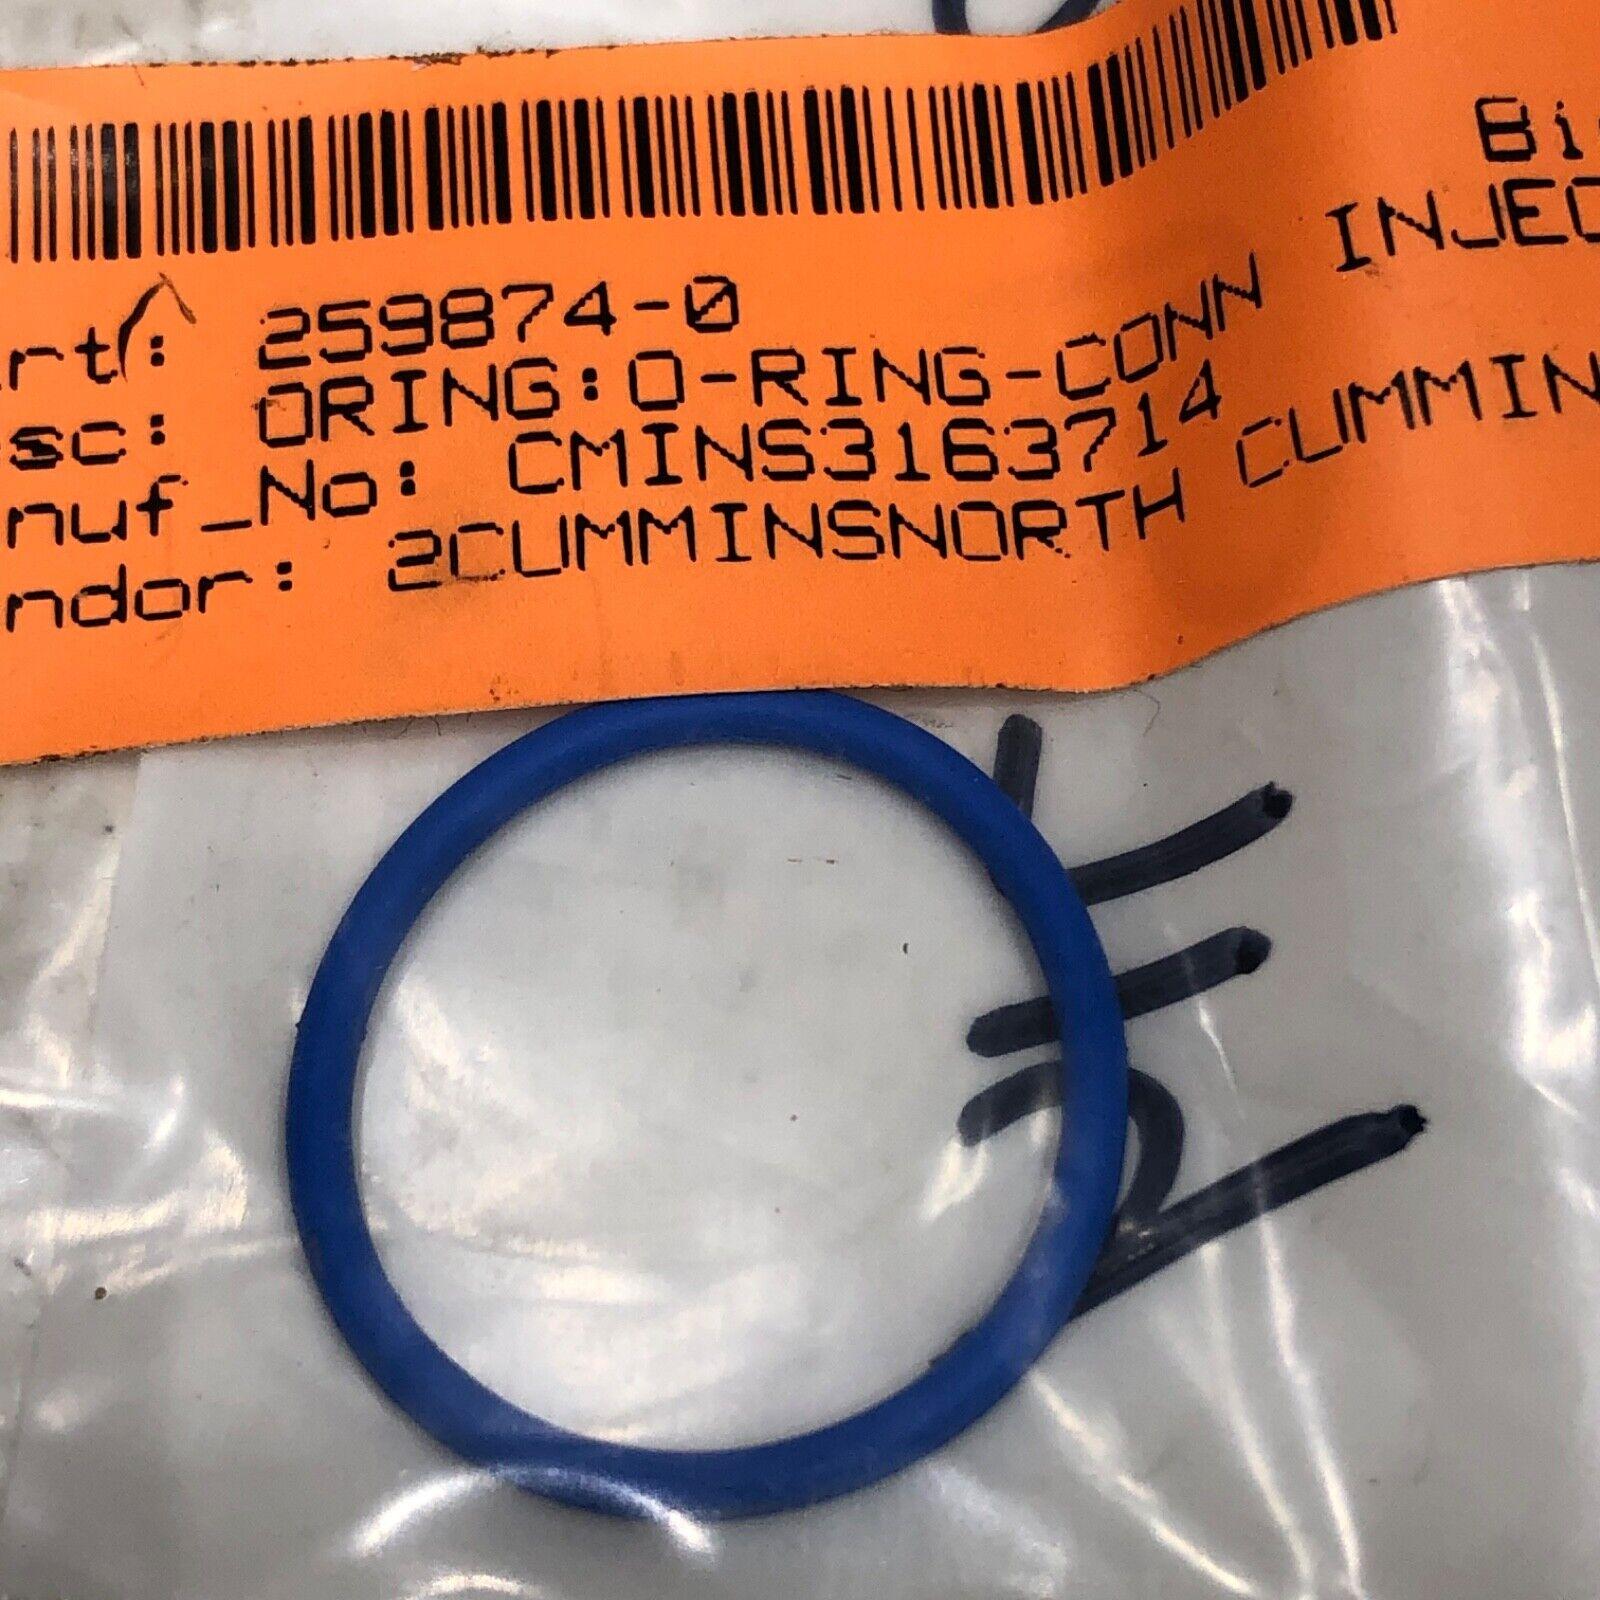 Bi
rt: 259874-0
sc: ORING:O-RING-CONN INJEC
nuf_No: CMINS3163714
ndor: 2CUMMINSNORTH CUMMIN